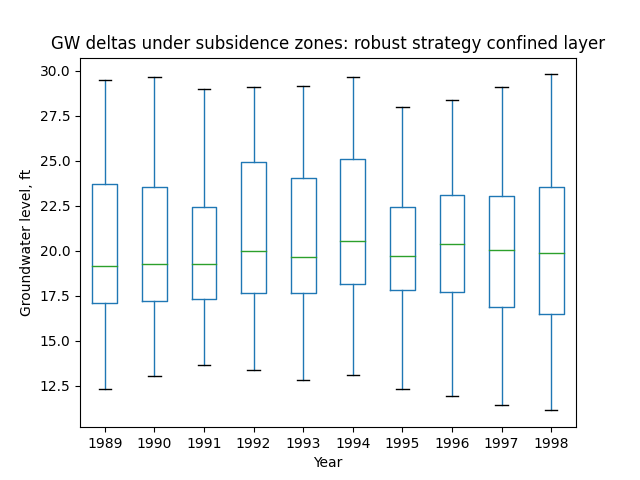 GW deltas under subsidence zones: robust strategy confined layer
30.0
27.5
25.0
22.5
20.0
17.5
15.0
12.5
Groundwater level, ft
1989 1990 1991 1992 1993 1994 1995 1996 1997 1998
Year